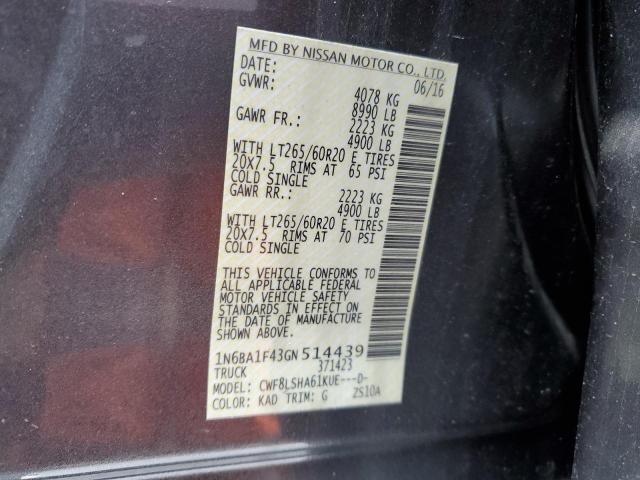 MFD BY NISSAN MOTOR CO., LTD.
DATE: 06/16
GVWR: 4078 KG
8990 LB
GAWR FR.: 2223 KG
4900 LB
WITH LT265/60R20 E TIRES
20X7.5 RIMS AT 65 PSI
COLD SINGLE
GAWR RR.: 2223 KG
4900 LB
WITH LT265/60R20 E TIRES
20X7.5 RIMS AT 70 PSI
COLD SINGLE
THIS VEHICLE CONFORMS TO
ALL APPLICABLE FEDERAL
MOTOR VEHICLE SAFETY
STANDARDS IN EFFECT ON
THE DATE OF MANUFACTURE
SHOWN ABOVE.
1N6BA1F43GN514439
TRUCK 371423
MODEL: CWF8LSHA61KUE---D-
COLOR: KAD TRIM: G ZS10A